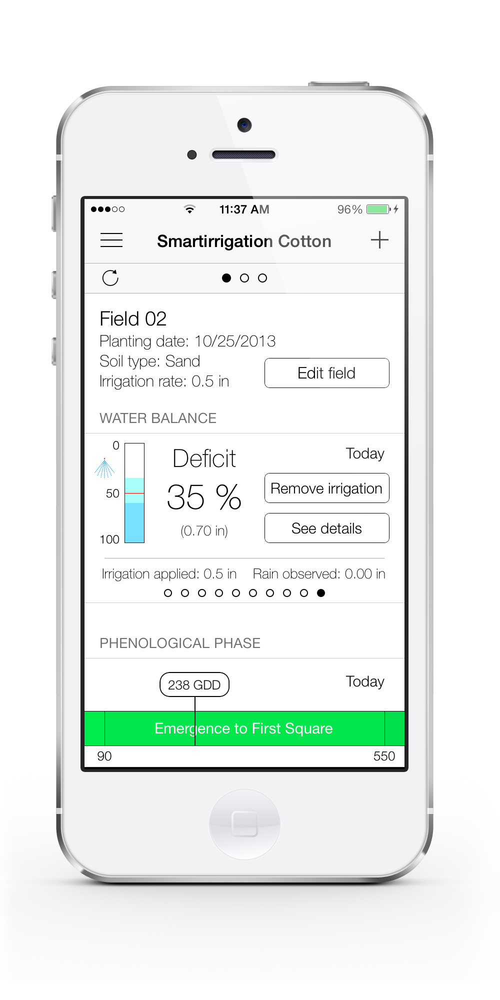 11:37 AM 96%
Smartirrigation Cotton
Field 02
Planting date: 10/25/2013
Soil type: Sand
Irrigation rate: 0.5 in
Edit field
WATER BALANCE
0
50
100
Deficit
35 %
(0.70 in)
Today
Remove irrigation
See details
Irrigation applied: 0.5 in Rain observed: 0.00 in
PHENOLOGICAL PHASE
238 GDD
Today
Emergence to First Square
90 550